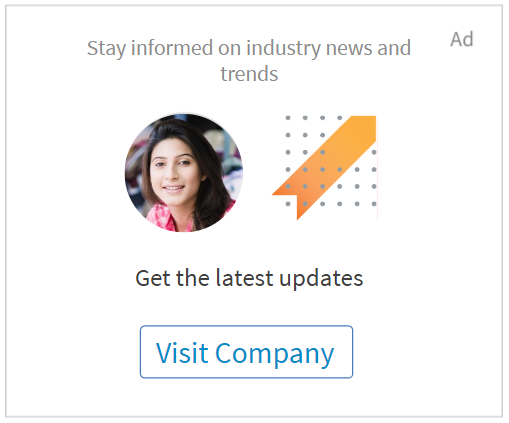 Ad
Stay informed on industry news and
trends
Get the latest updates
Visit Company